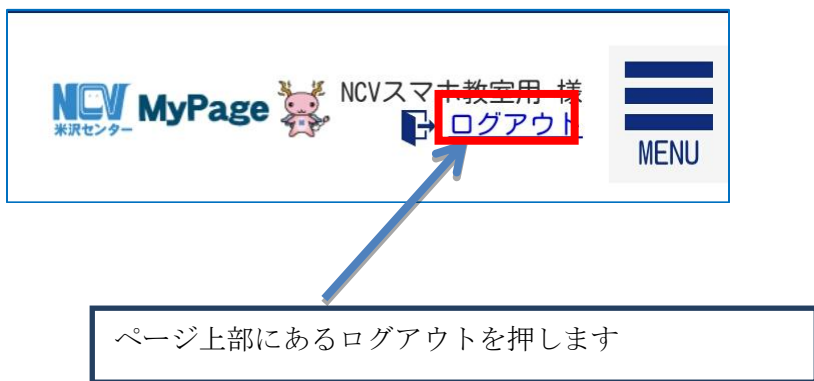 NCV MyPage
米沢センター
NCVスマホ教室用 様
ログアウト
MENU
ページ上部にあるログアウトを押します